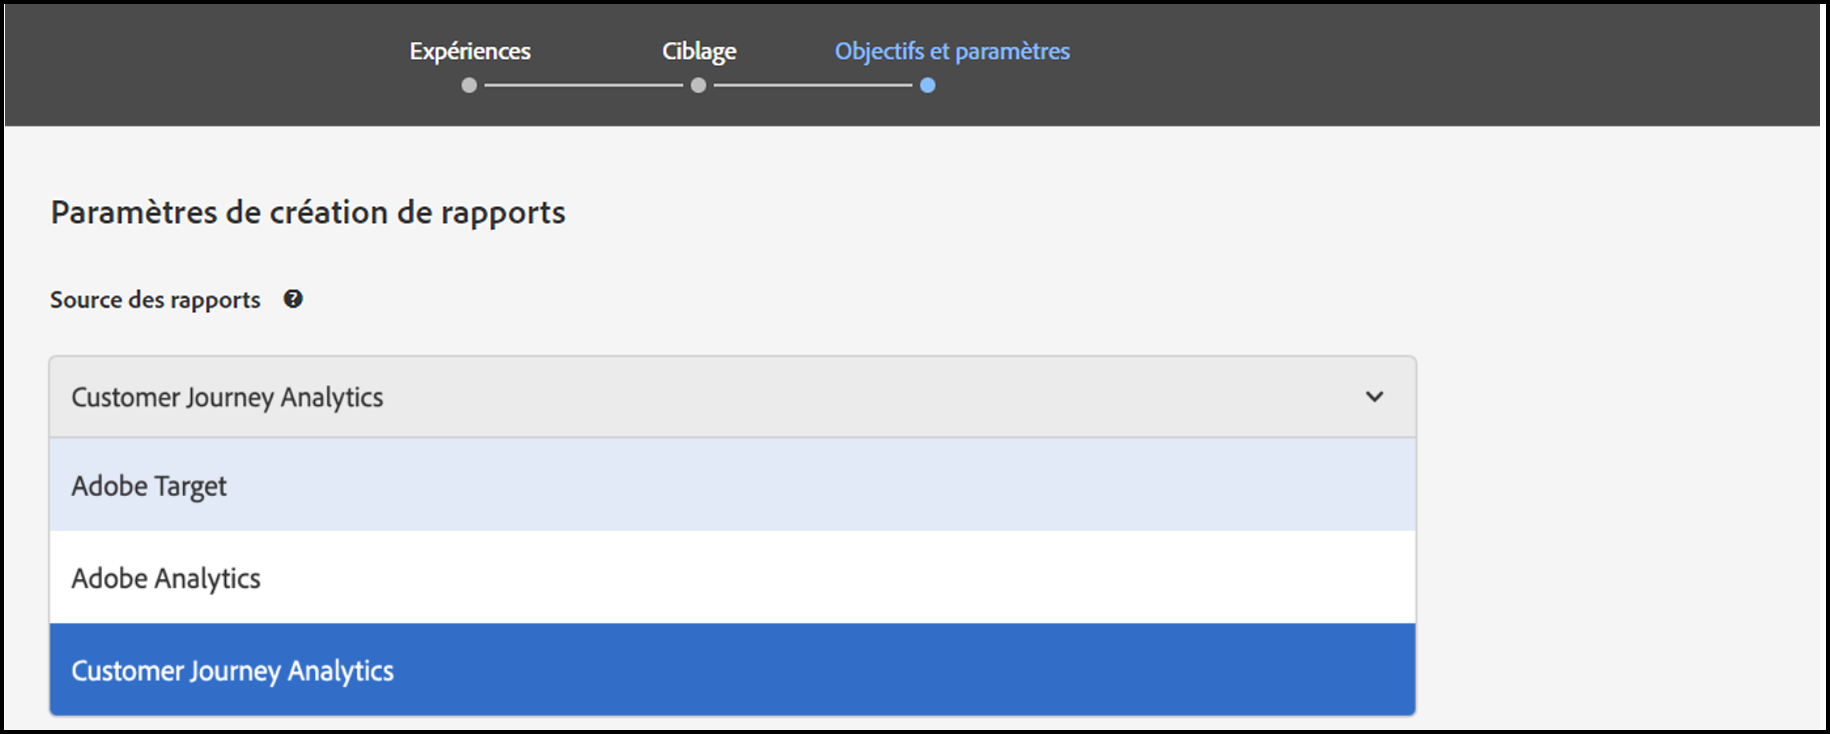 Expériences Ciblage Objectifs et paramètres
Paramètres de création de rapports
Source des rapports ?
Customer Journey Analytics
Adobe Target
Adobe Analytics
Customer Journey Analytics